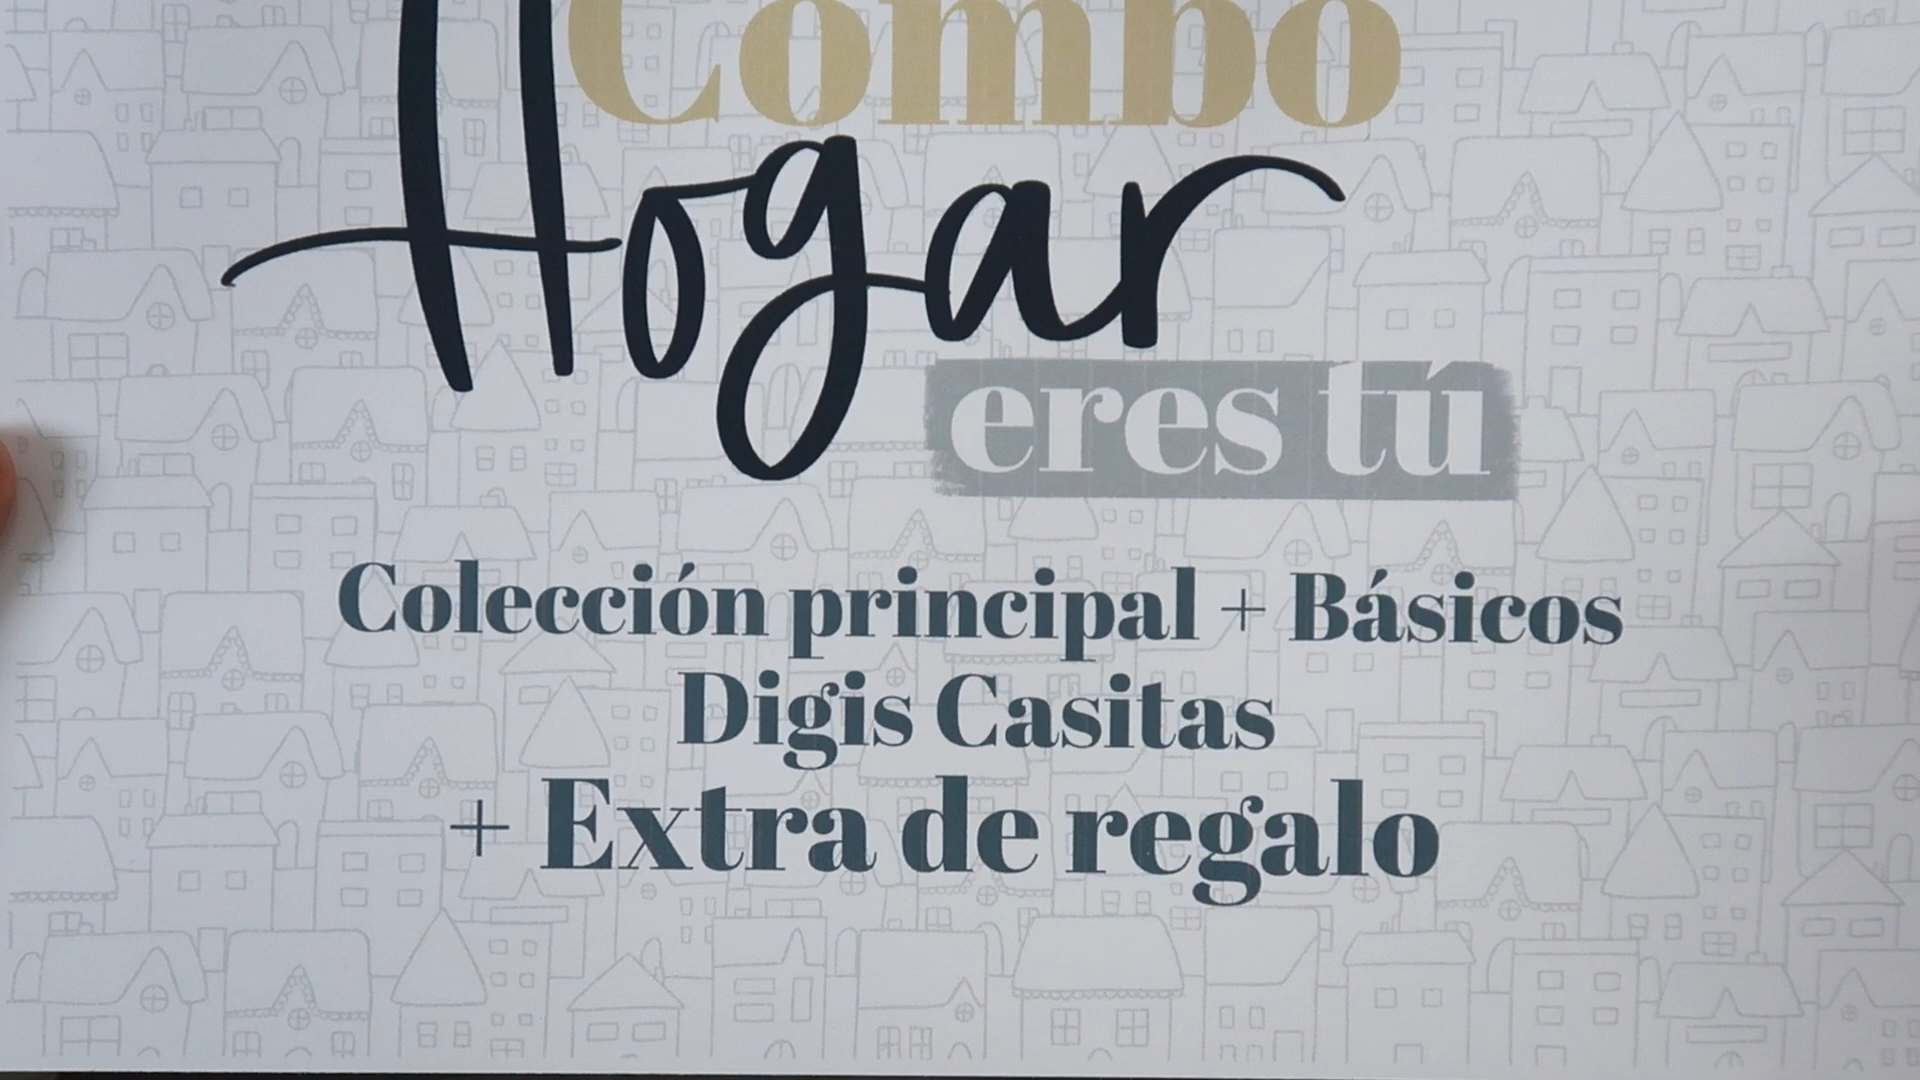 Combo
Hogar
eres tú
Colección principal + Básicos
Digis Casitas
+ Extra de regalo